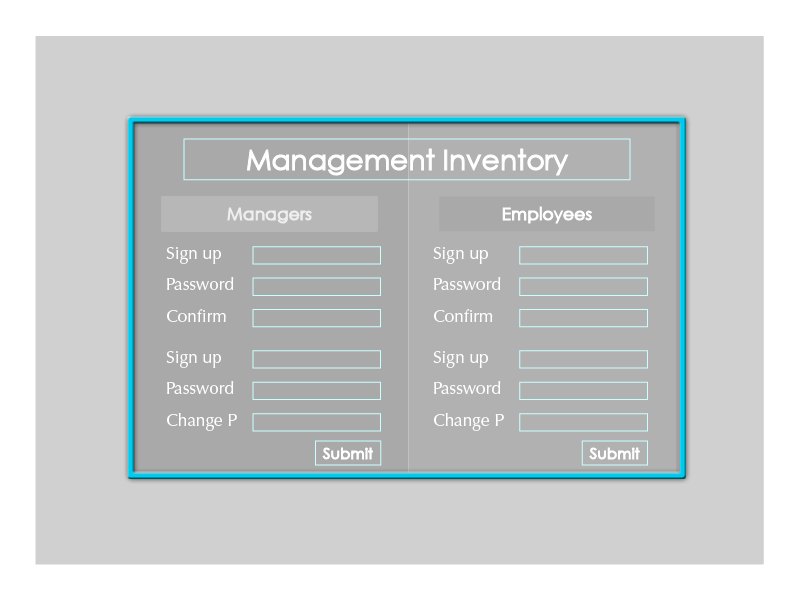 Management Inventory
Managers
Sign up
Password
Confirm
Sign up
Password
Change P
Submit
Employees
Sign up
Password
Confirm
Sign up
Password
Change P
Submit